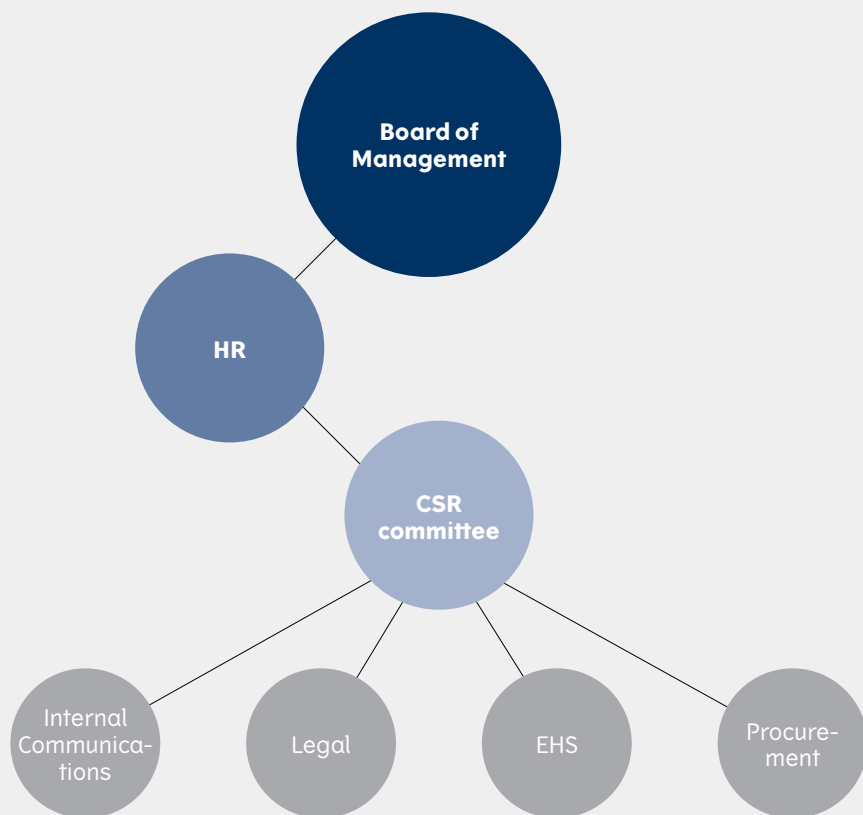 Board of
Management
HR
CSR
committee
Internal
Communica-
tions
Legal
EHS
Procure-
ment